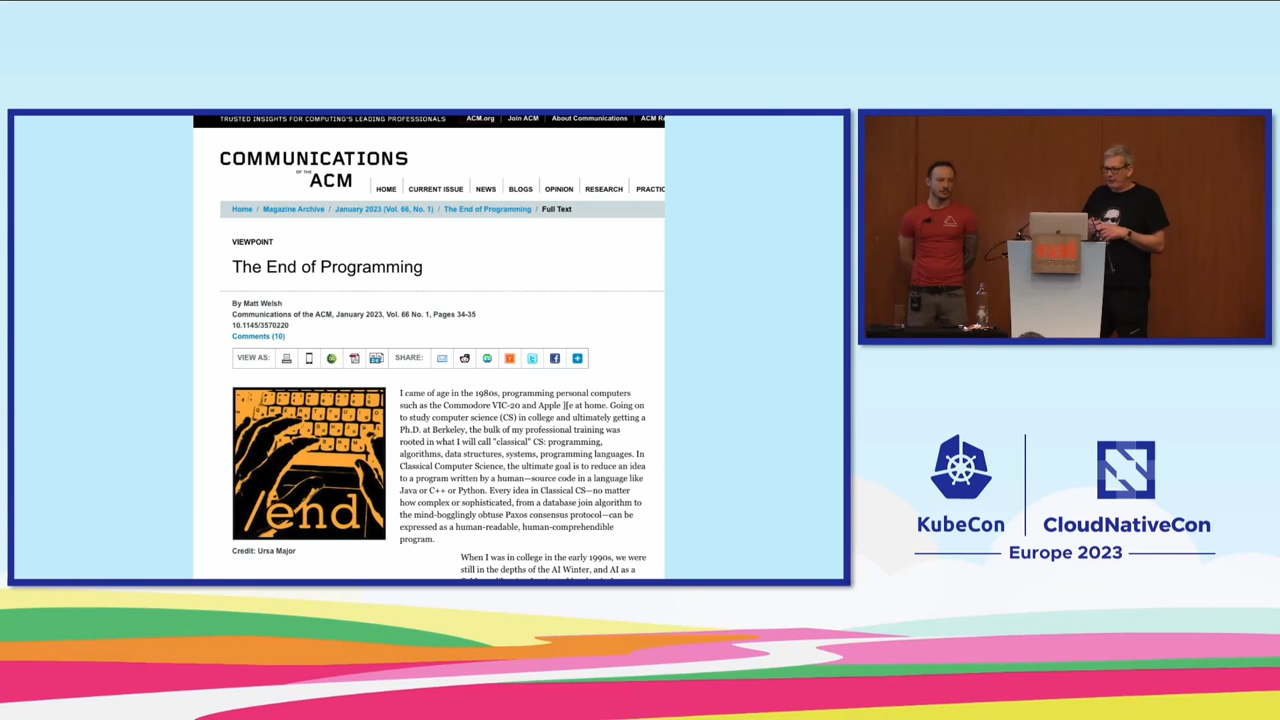 TRUSTED INSIGHTS FOR COMPUTING'S LEADING PROFESSIONALS
ACM.org
Join ACM
About Communications
ACM Re
COMMUNICATIONS
OF THE
ACM
HOME
CURRENT ISSUE
NEWS
BLOGS
OPINION
RESEARCH
PRACTIC
Home / Magazine Archive / January 2023 (Vol. 66, No. 1) / The End of Programming / Full Text
VIEWPOINT
The End of Programming
By Matt Welsh
Communications of the ACM, January 2023, Vol. 66 No. 1, Pages 34-35
10.1145/3570220
Comments (10)
VIEW AS:
SHARE:
/end
Credit: Ursa Major
I came of age in the 1980s, programming personal computers
such as the Commodore VIC-20 and Apple ][e at home. Going on
to study computer science (CS) in college and ultimately getting a
Ph.D. at Berkeley, the bulk of my professional training was
rooted in what I will call "classical" CS: programming,
algorithms, data structures, systems, programming languages. In
Classical Computer Science, the ultimate goal is to reduce an idea
to a program written by a human—source code in a language like
Java or C++ or Python. Every idea in Classical CS—no matter
how complex or sophisticated, from a database join algorithm to
the mind-bogglingly obtuse Paxos consensus protocol—can be
expressed as a human-readable, human-comprehendible
program.
When I was in college in the early 1990s, we were
still in the depths of the AI Winter, and AI as a
AMSTERDAM
KubeCon
CloudNativeCon
Europe 2023